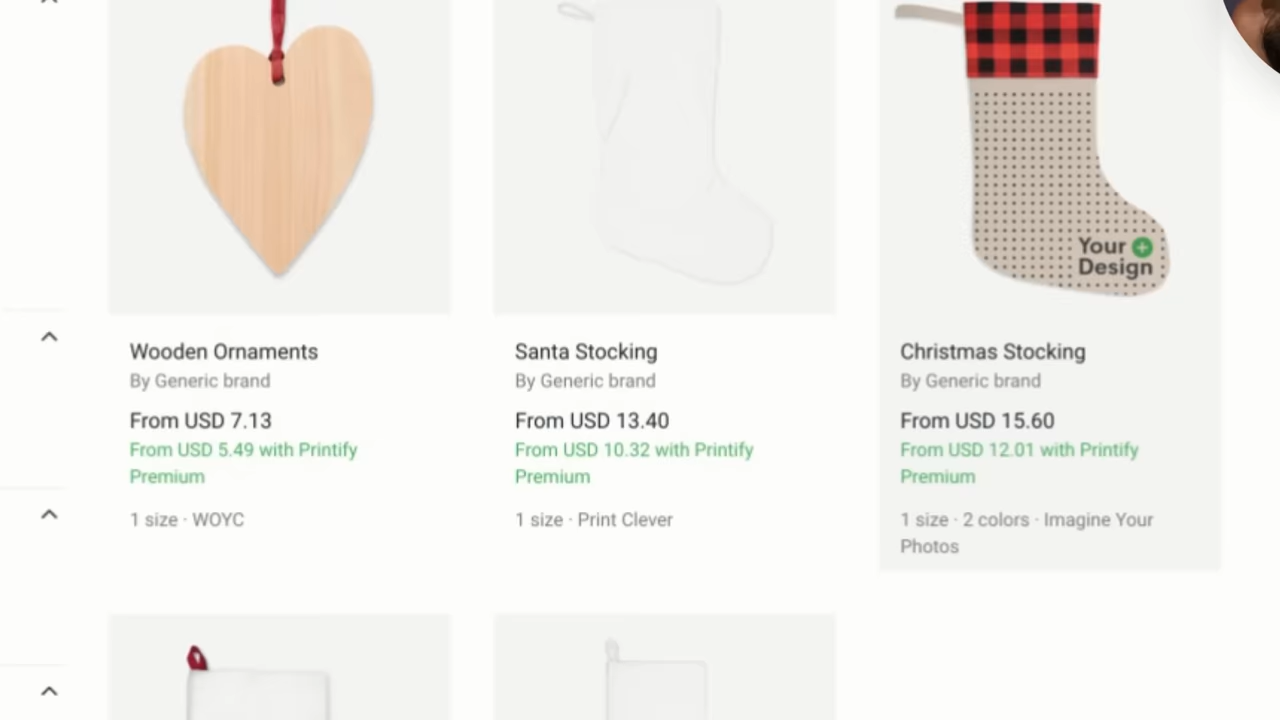 Your
Design
Wooden Ornaments
By Generic brand
From USD 7.13
From USD 5.49 with Printify
Premium
1 size · WOYC
Santa Stocking
By Generic brand
From USD 13.40
From USD 10.32 with Printify
Premium
1 size · Print Clever
Christmas Stocking
By Generic brand
From USD 15.60
From USD 12.01 with Printify
Premium
1 size · 2 colors · Imagine Your
Photos